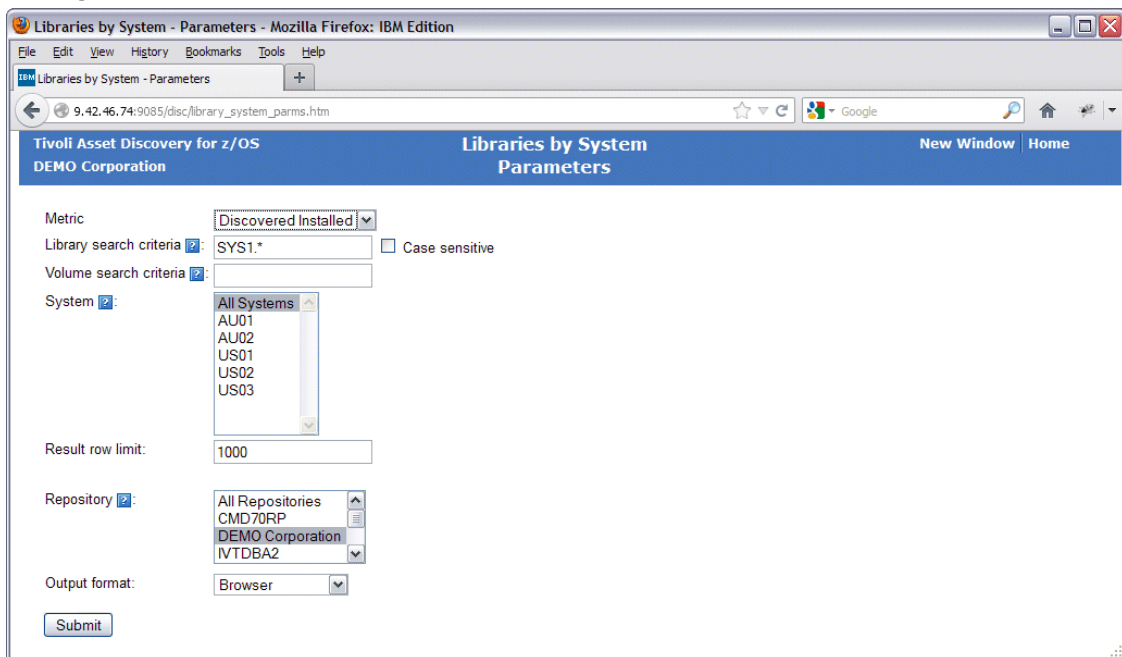 Libraries by System - Parameters - Mozilla Firefox: IBM Edition
File Edit View History Bookmarks Tools Help
IBM Libraries by System - Parameters +
9.42.46.74:9085/disc/library_system_parms.htm Google
Tivoli Asset Discovery for z/OS Libraries by System New Window Home
DEMO Corporation Parameters
Metric Discovered Installed
Library search criteria ?: SYS1.* Case sensitive
Volume search criteria ?:
System ?: All Systems
AU01
AU02
US01
US02
US03
Result row limit: 1000
Repository ?: All Repositories
CMD70RP
DEMO Corporation
IVTDBA2
Output format: Browser
Submit